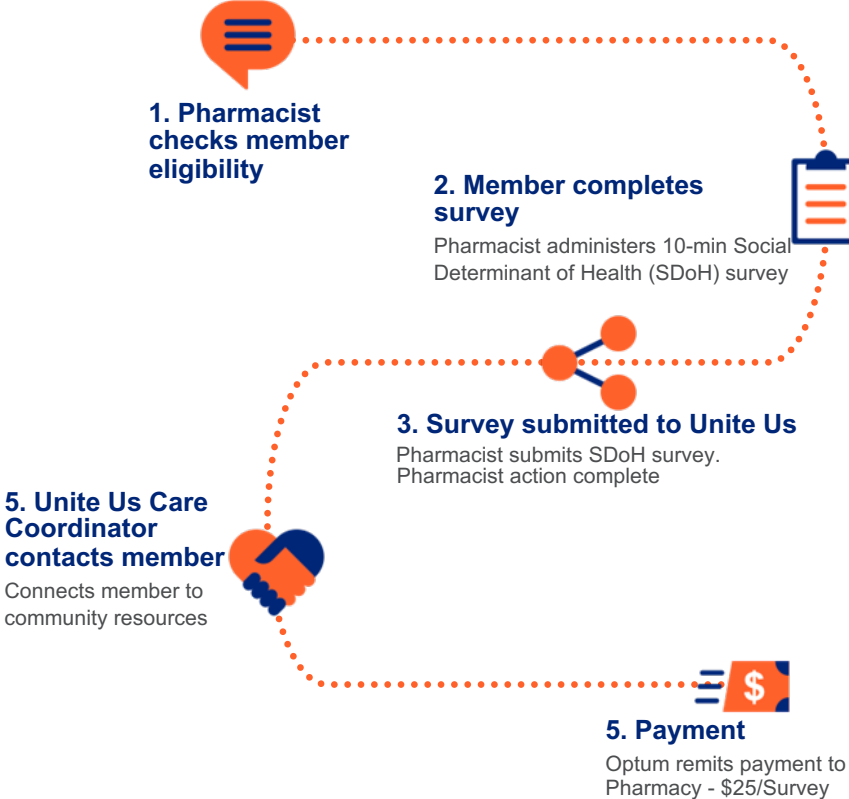 1. Pharmacist
checks member
eligibility
2. Member completes
survey
Pharmacist administers 10-min Social
Determinant of Health (SDoH) survey
3. Survey submitted to Unite Us
Pharmacist submits SDoH survey.
Pharmacist action complete
5. Unite Us Care
Coordinator
contacts member
Connects member to
community resources
$
5. Payment
Optum remits payment to
Pharmacy - $25/Survey